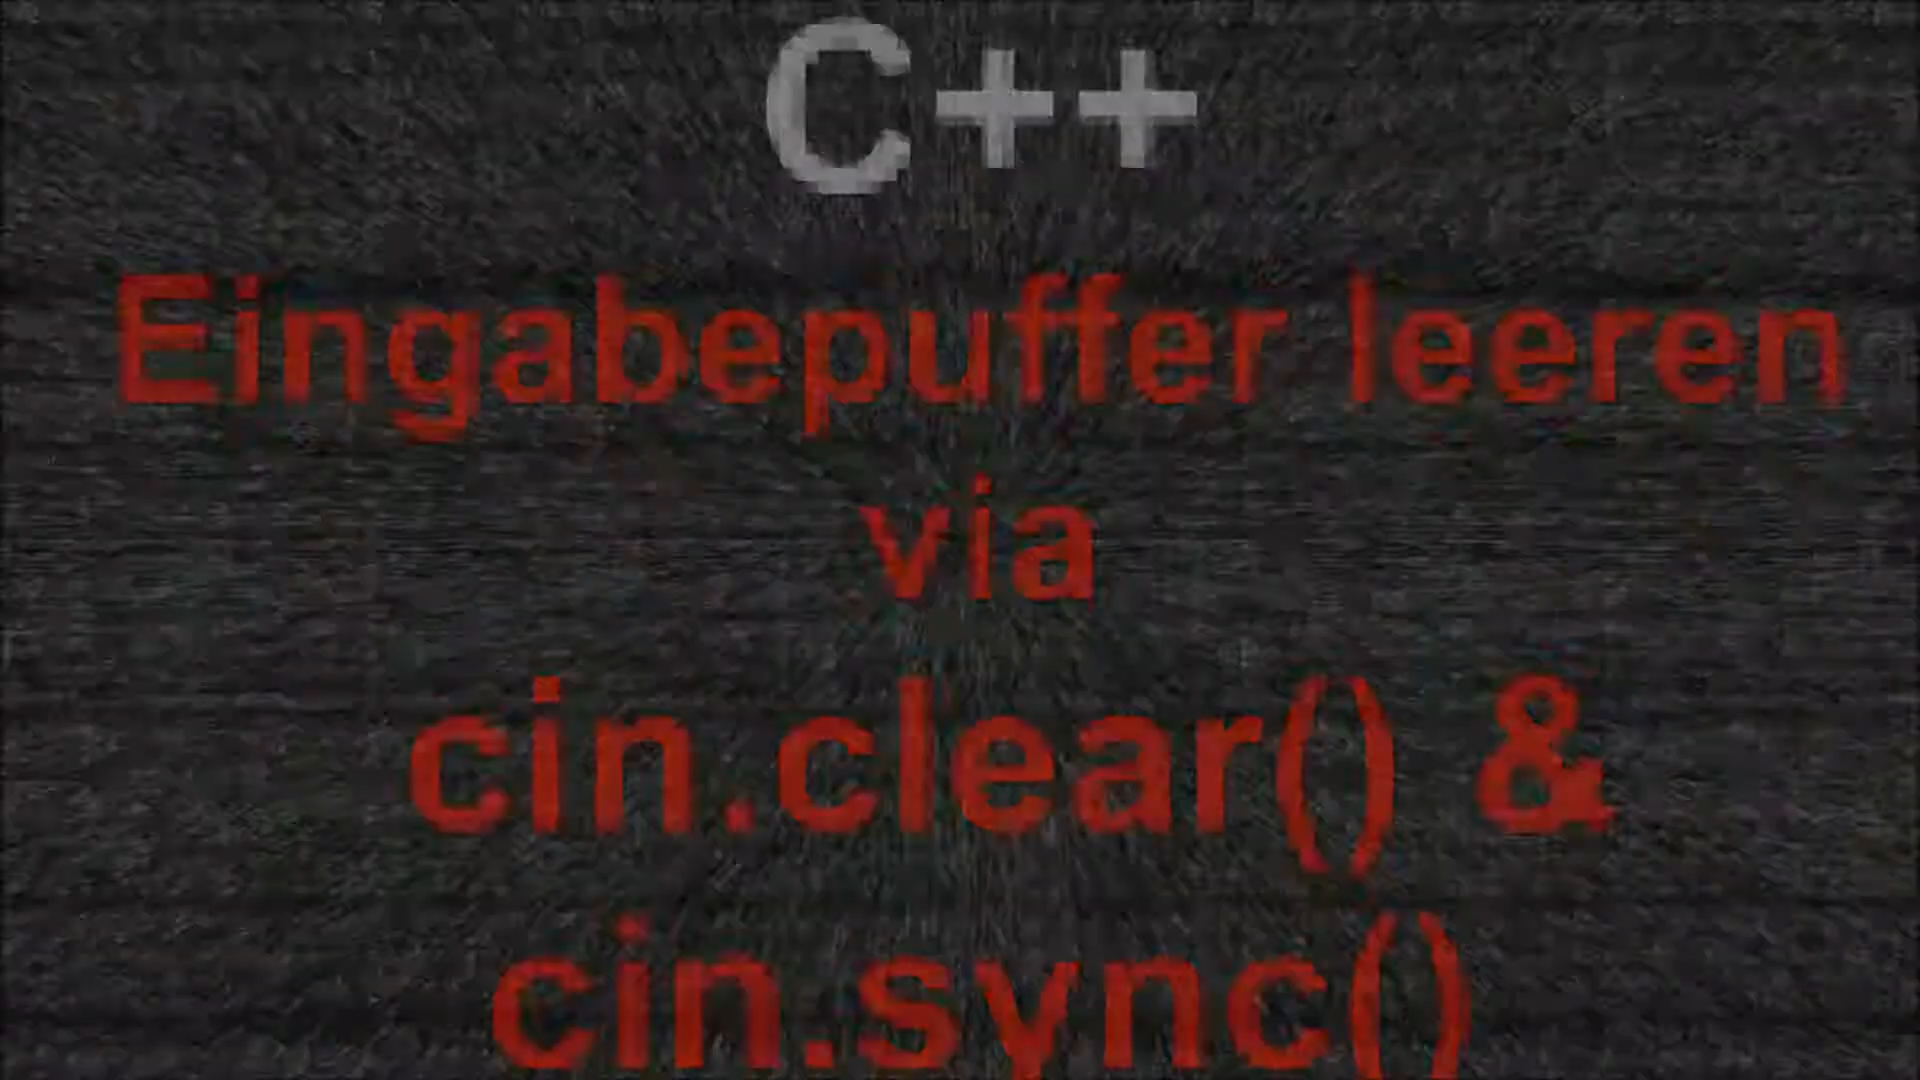 C++
Eingabepuffer leeren
via
cin.clear() &
cin.sync()